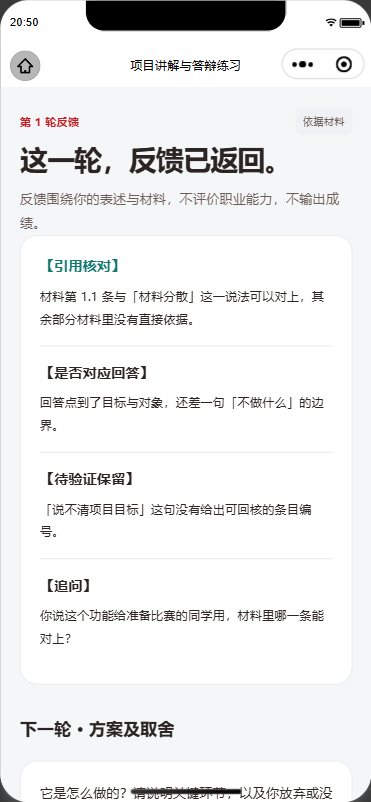 20:50
项目讲解与答辩练习
第 1 轮反馈
依据材料
这一轮，反馈已返回。
反馈围绕你的表述与材料，不评价职业能力，不输出成
绩。
【引用核对】
材料第 1.1 条与「材料分散」这一说法可以对上，其
余部分材料里没有直接依据。
【是否对应回答】
回答点到了目标与对象，还差一句「不做什么」的边
界。
【待验证保留】
「说不清项目目标」这句没有给出可回核的条目编
号。
【追问】
你说这个功能给准备比赛的同学用，材料里哪一条能
对上？
下一轮 · 方案及取舍
它是怎么做的？请说明关键环节，以及你放弃或没